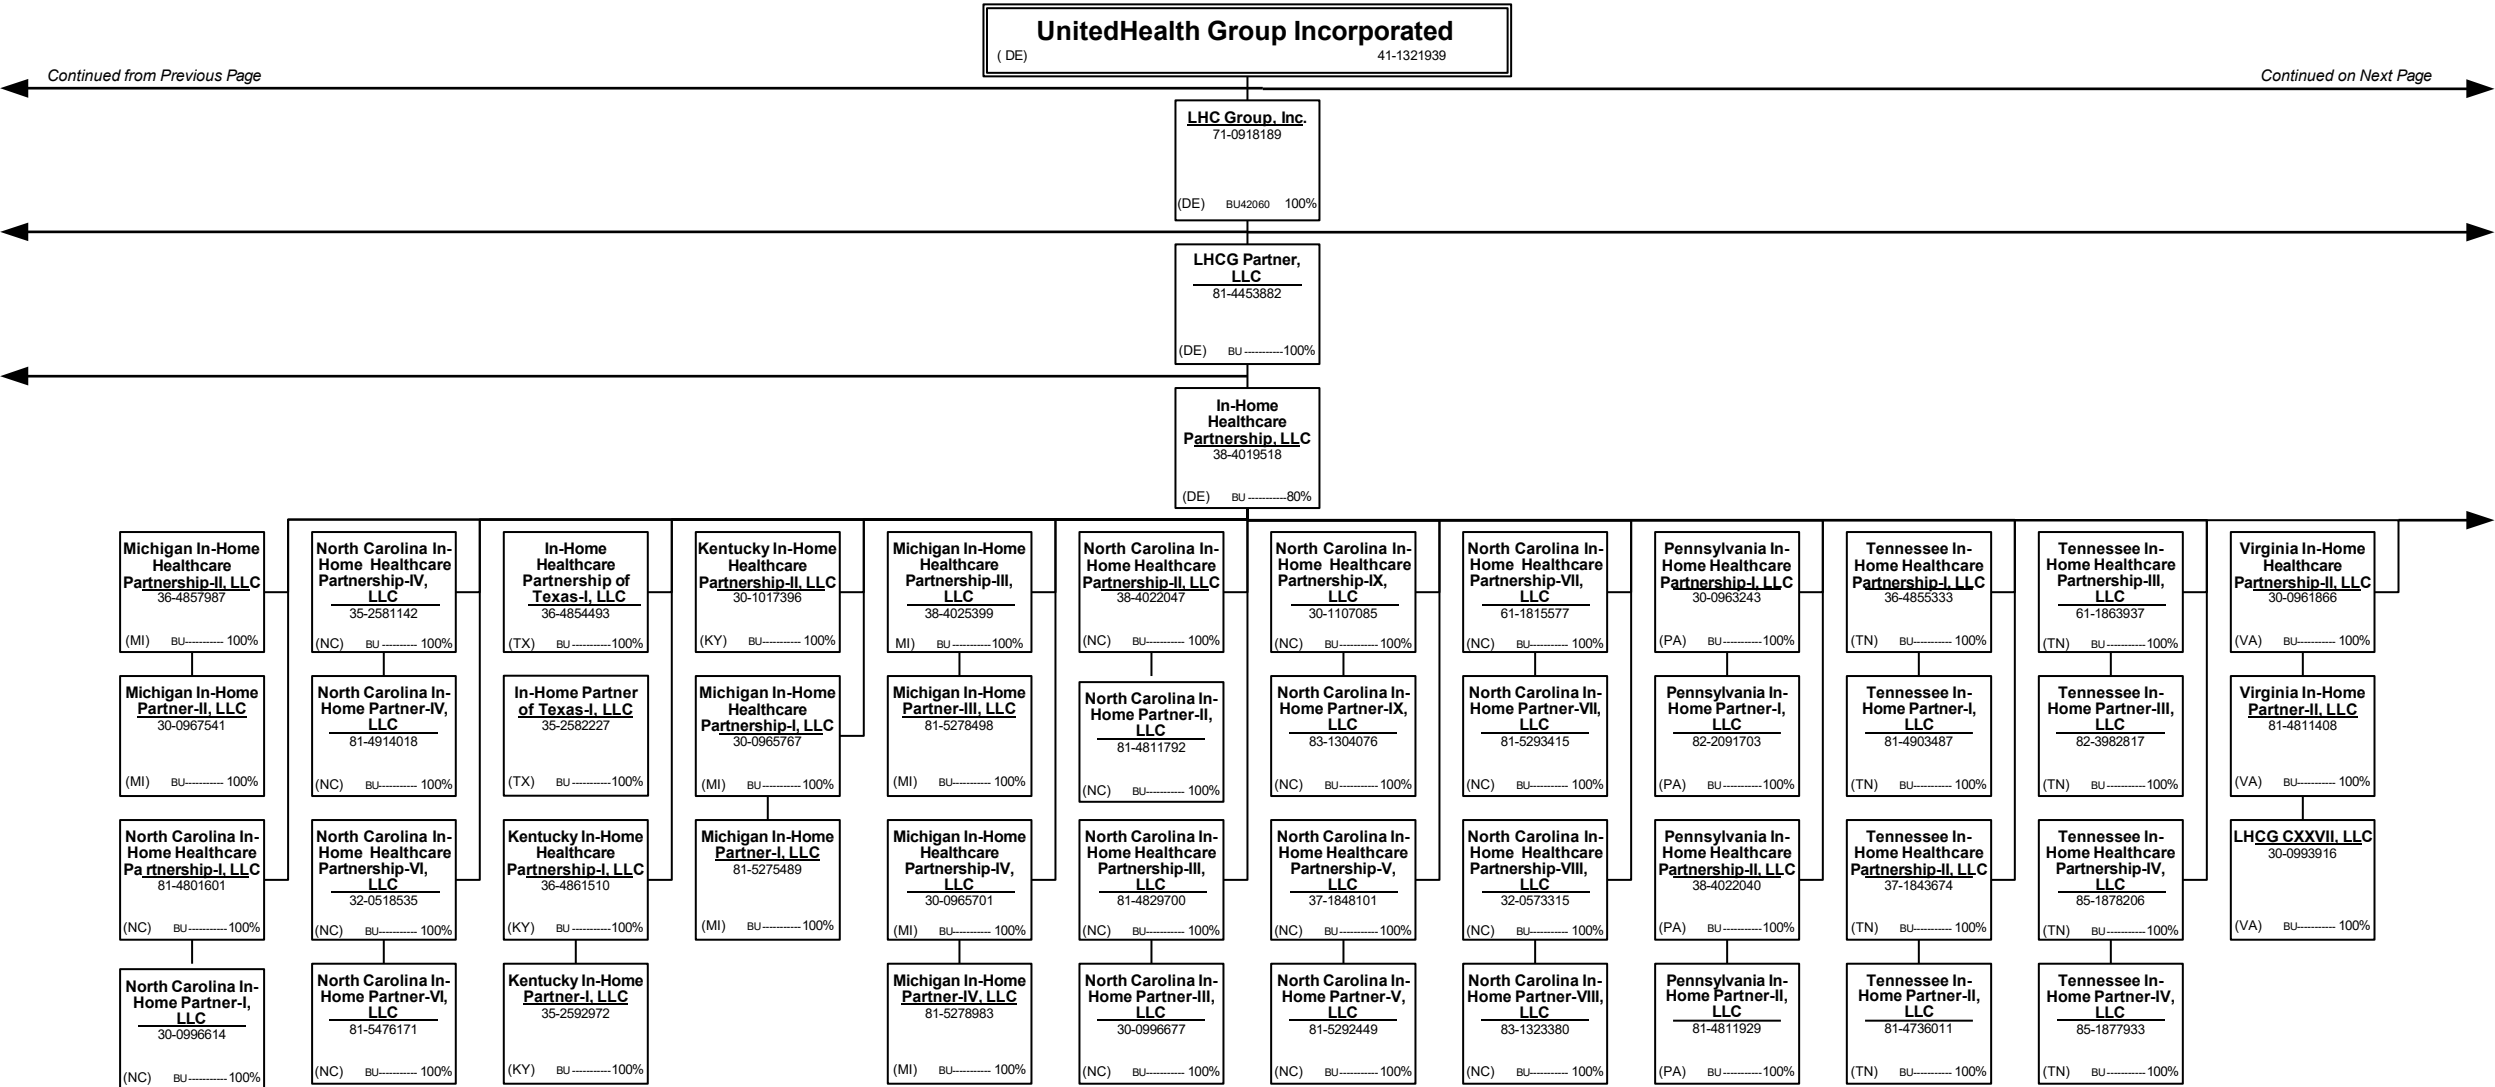 UnitedHealth Group Incorporated
( DE) 41-1321939
Continued from Previous Page
Continued on Next Page
LHC Group, Inc.
71-0918189
(DE) BU42060 100%
LHCG Partner,
LLC
81-4453882
(DE) BU -----------100%
In-Home
Healthcare
Partnership, LLC
38-4019518
(DE) BU -----------80%
Michigan In-Home
Healthcare
Partnership-II, LLC
36-4857987
(MI) BU----------- 100%
Michigan In-Home
Partner-II, LLC
30-0967541
(MI) BU----------- 100%
North Carolina In-
Home Healthcare
Pa rtnership-I, LLC
81-4801601
(NC) BU-----------100%
North Carolina In-
Home Partner-I,
LLC
30-0996614
(NC) BU-----------100%
North Carolina In-
Home Healthcare
Partnership-IV,
LLC
35-2581142
(NC) BU ---------- 100%
North Carolina In-
Home Partner-IV,
LLC
81-4914018
(NC) BU----------- 100%
North Carolina In-
Home Healthcare
Partnership-VI,
LLC
32-0518535
(NC) BU----------- 100%
North Carolina In-
Home Partner-VI,
LLC
81-5476171
(NC) BU----------- 100%
In-Home
Healthcare
Partnership of
Texas-I, LLC
36-4854493
(TX) BU -----------100%
In-Home Partner
of Texas-I, LLC
35-2582227
(TX) BU -----------100%
Kentucky In-Home
Healthcare
Partnership-I, LLC
36-4861510
(KY) BU -----------100%
Kentucky In-Home
Partner-I, LLC
35-2592972
(KY) BU -----------100%
Kentucky In-Home
Healthcare
Partnership-II, LLC
30-1017396
(KY) BU----------- 100%
Michigan In-Home
Healthcare
Partnership-I, LLC
30-0965767
(MI) BU-----------100%
Michigan In-Home
Partner-I, LLC
81-5275489
(MI) BU-----------100%
Michigan In-Home
Healthcare
Partnership-III,
LLC
38-4025399
MI) BU -----------100%
Michigan In-Home
Partner-III, LLC
81-5278498
(MI) BU----------- 100%
Michigan In-Home
Healthcare
Partnership-IV,
LLC
30-0965701
(MI) BU----------- 100%
Michigan In-Home
Partner-IV, LLC
81-5278983
(MI) BU----------- 100%
North Carolina In-
Home Healthcare
Partnership-II, LLC
38-4022047
(NC) BU----------- 100%
North Carolina In-
Home Partner-II,
LLC
81-4811792
(NC) BU----------- 100%
North Carolina In-
Home Healthcare
Partnership-III,
LLC
81-4829700
(NC) BU----------- 100%
North Carolina In-
Home Partner-III,
LLC
30-0996677
(NC) BU----------- 100%
North Carolina In-
Home Healthcare
Partnership-IX,
LLC
30-1107085
(NC) BU----------- 100%
North Carolina In-
Home Partner-IX,
LLC
83-1304076
(NC) BU----------- 100%
North Carolina In-
Home Healthcare
Partnership-V,
LLC
37-1848101
(NC) BU----------- 100%
North Carolina In-
Home Partner-V,
LLC
81-5292449
(NC) BU----------- 100%
North Carolina In-
Home Healthcare
Partnership-VII,
LLC
61-1815577
(NC) BU----------- 100%
North Carolina In-
Home Partner-VII,
LLC
81-5293415
(NC) BU----------- 100%
North Carolina In-
Home Healthcare
Partnership-VIII,
LLC
32-0573315
(NC) BU----------- 100%
North Carolina In-
Home Partner-VIII,
LLC
83-1323380
(NC) BU----------- 100%
Pennsylvania In-
Home Healthcare
Partnership-I, LLC
30-0963243
(PA) BU-----------100%
Pennsylvania In-
Home Partner-I,
LLC
82-2091703
(PA) BU-----------100%
Pennsylvania In-
Home Healthcare
Partnership-II, LLC
38-4022040
(PA) BU-----------100%
Pennsylvania In-
Home Partner-II,
LLC
81-4811929
(PA) BU-----------100%
Tennessee In-
Home Healthcare
Partnership-I, LLC
36-4855333
(TN) BU----------- 100%
Tennessee In-
Home Partner-I,
LLC
81-4903487
(TN) BU----------- 100%
Tennessee In-
Home Healthcare
Partnership-II, LLC
37-1843674
(TN) BU----------- 100%
Tennessee In-
Home Partner-II,
LLC
81-4736011
(TN) BU----------- 100%
Tennessee In-
Home Healthcare
Partnership-III,
LLC
61-1863937
(TN) BU-----------100%
Tennessee In-
Home Partner-III,
LLC
82-3982817
(TN) BU-----------100%
Tennessee In-
Home Healthcare
Partnership-IV,
LLC
85-1878206
(TN) BU-----------100%
Tennessee In-
Home Partner-IV,
LLC
85-1877933
(TN) BU-----------100%
Virginia In-Home
Healthcare
Partnership-II, LLC
30-0961866
(VA) BU----------- 100%
Virginia In-Home
Partner-II, LLC
81-4811408
(VA) BU----------- 100%
LHCG CXXVII, LLC
30-0993916
(VA) BU----------- 100%